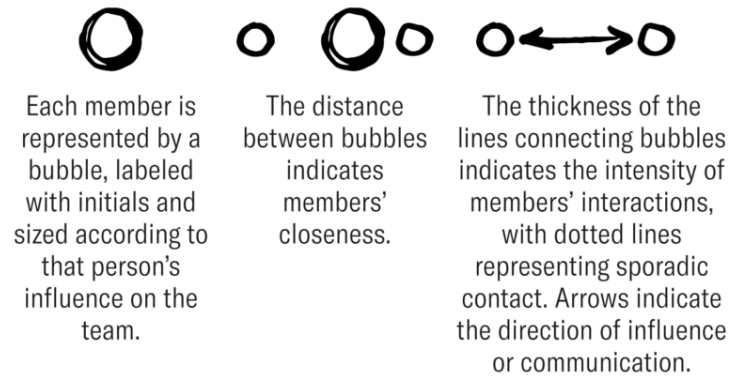 Each member is
represented by a
bubble, labeled
with initials and
sized according to
that person's
influence on the
team.
The distance
between bubbles
indicates
members'
closeness.
The thickness of the
lines connecting bubbles
indicates the intensity of
members' interactions,
with dotted lines
representing sporadic
contact. Arrows indicate
the direction of influence
or communication.